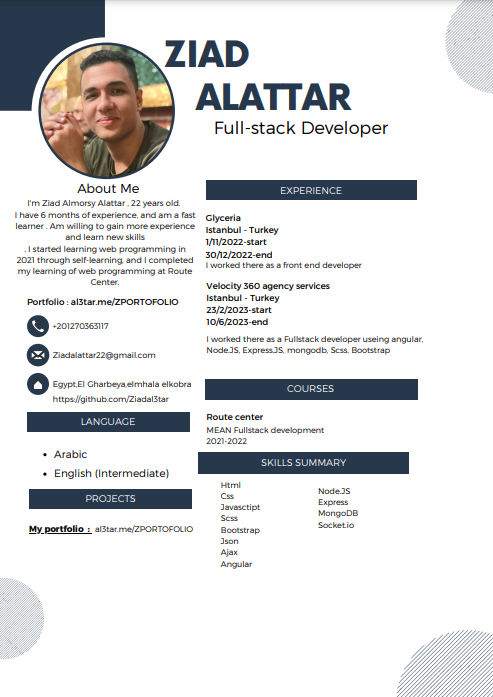 ZIAD
ALATTAR
Full-stack Developer
About Me
I'm Ziad Almorsy Alattar , 22 years old.
I have 6 months of experience, and am a fast
learner . Am willing to gain more experience
and learn new skills
. I started learning web programming in
2021 through self-learning, and I completed
my learning of web programming at Route
Center.
Portfolio : al3tar.me/ZPORTOFOLIO
+201270363117
Ziadalattar22@gmail.com
Egypt,El Gharbeya,elmhala elkobra
https://github.com/Ziadal3tar
LANGUAGE
Arabic
English (Intermediate)
PROJECTS
My portfolio : al3tar.me/ZPORTOFOLIO
EXPERIENCE
Glyceria
Istanbul - Turkey
1/11/2022-start
30/12/2022-end
I worked there as a front end developer
Velocity 360 agency services
Istanbul - Turkey
23/2/2023-start
10/6/2023-end
I worked there as a Fullstack developer useing angular,
Node.JS, Express.JS, mongodb, Scss, Bootstrap
COURSES
Route center
MEAN Fullstack development
2021-2022
SKILLS SUMMARY
Html
Css
Javasctipt
Scss
Bootstrap
Json
Ajax
Angular
Node.JS
Express
MongoDB
Socket.io